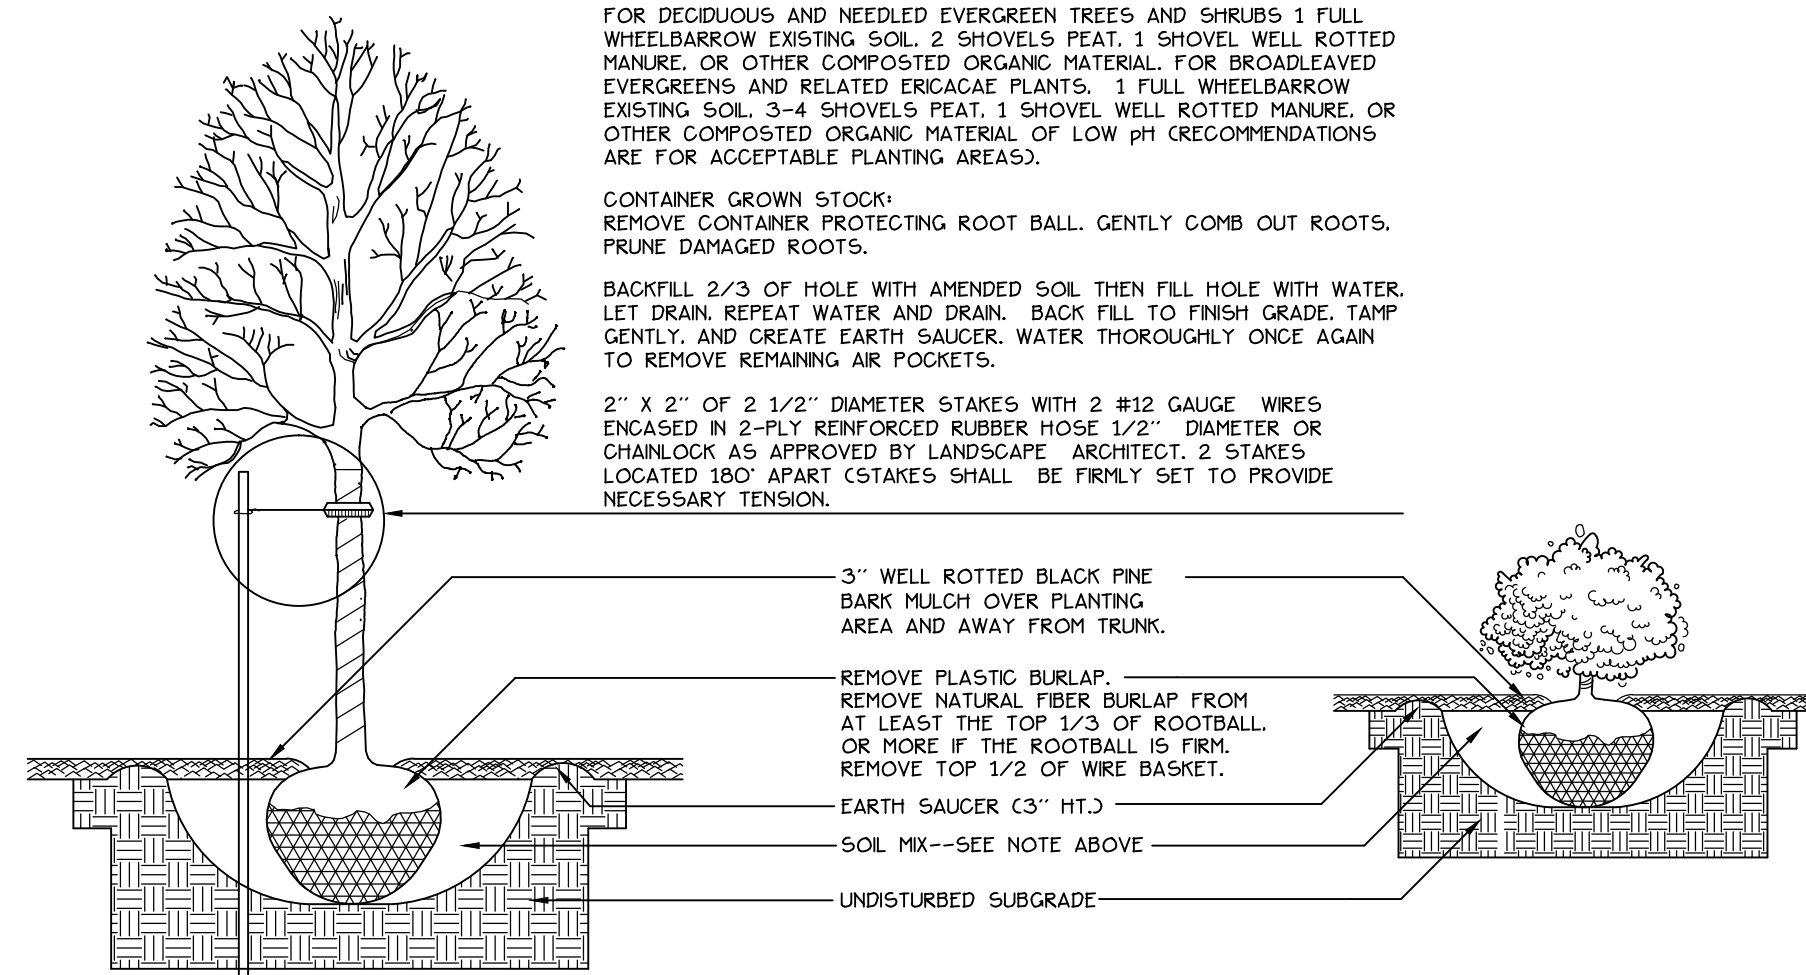 FOR DECIDUOUS AND NEEDLED EVERGREEN TREES AND SHRUBS 1 FULL
WHEELBARROW EXISTING SOIL, 2 SHOVELS PEAT, 1 SHOVEL WELL ROTTED
MANURE, OR OTHER COMPOSTED ORGANIC MATERIAL. FOR BROADLEAVED
EVERGREENS AND RELATED ERICACAE PLANTS, 1 FULL WHEELBARROW
EXISTING SOIL, 3-4 SHOVELS PEAT, 1 SHOVEL WELL ROTTED MANURE, OR
OTHER COMPOSTED ORGANIC MATERIAL OF LOW pH (RECOMMENDATIONS
ARE FOR ACCEPTABLE PLANTING AREAS).
CONTAINER GROWN STOCK:
REMOVE CONTAINER PROTECTING ROOT BALL. GENTLY COMB OUT ROOTS,
PRUNE DAMAGED ROOTS.
BACKFILL 2/3 OF HOLE WITH AMENDED SOIL THEN FILL HOLE WITH WATER,
LET DRAIN, REPEAT WATER AND DRAIN. BACK FILL TO FINISH GRADE, TAMP
GENTLY, AND CREATE EARTH SAUCER. WATER THOROUGHLY ONCE AGAIN
TO REMOVE REMAINING AIR POCKETS.
2" X 2" OF 2 1/2" DIAMETER STAKES WITH 2 #12 GAUGE WIRES
ENCASED IN 2-PLY REINFORCED RUBBER HOSE 1/2" DIAMETER OR
CHAINLOCK AS APPROVED BY LANDSCAPE ARCHITECT. 2 STAKES
LOCATED 180° APART (STAKES SHALL BE FIRMLY SET TO PROVIDE
NECESSARY TENSION.
3" WELL ROTTED BLACK PINE
BARK MULCH OVER PLANTING
AREA AND AWAY FROM TRUNK.
REMOVE PLASTIC BURLAP.
REMOVE NATURAL FIBER BURLAP FROM
AT LEAST THE TOP 1/3 OF ROOTBALL,
OR MORE IF THE ROOTBALL IS FIRM.
REMOVE TOP 1/2 OF WIRE BASKET.
EARTH SAUCER (3" HT.)
SOIL MIX--SEE NOTE ABOVE
UNDISTURBED SUBGRADE